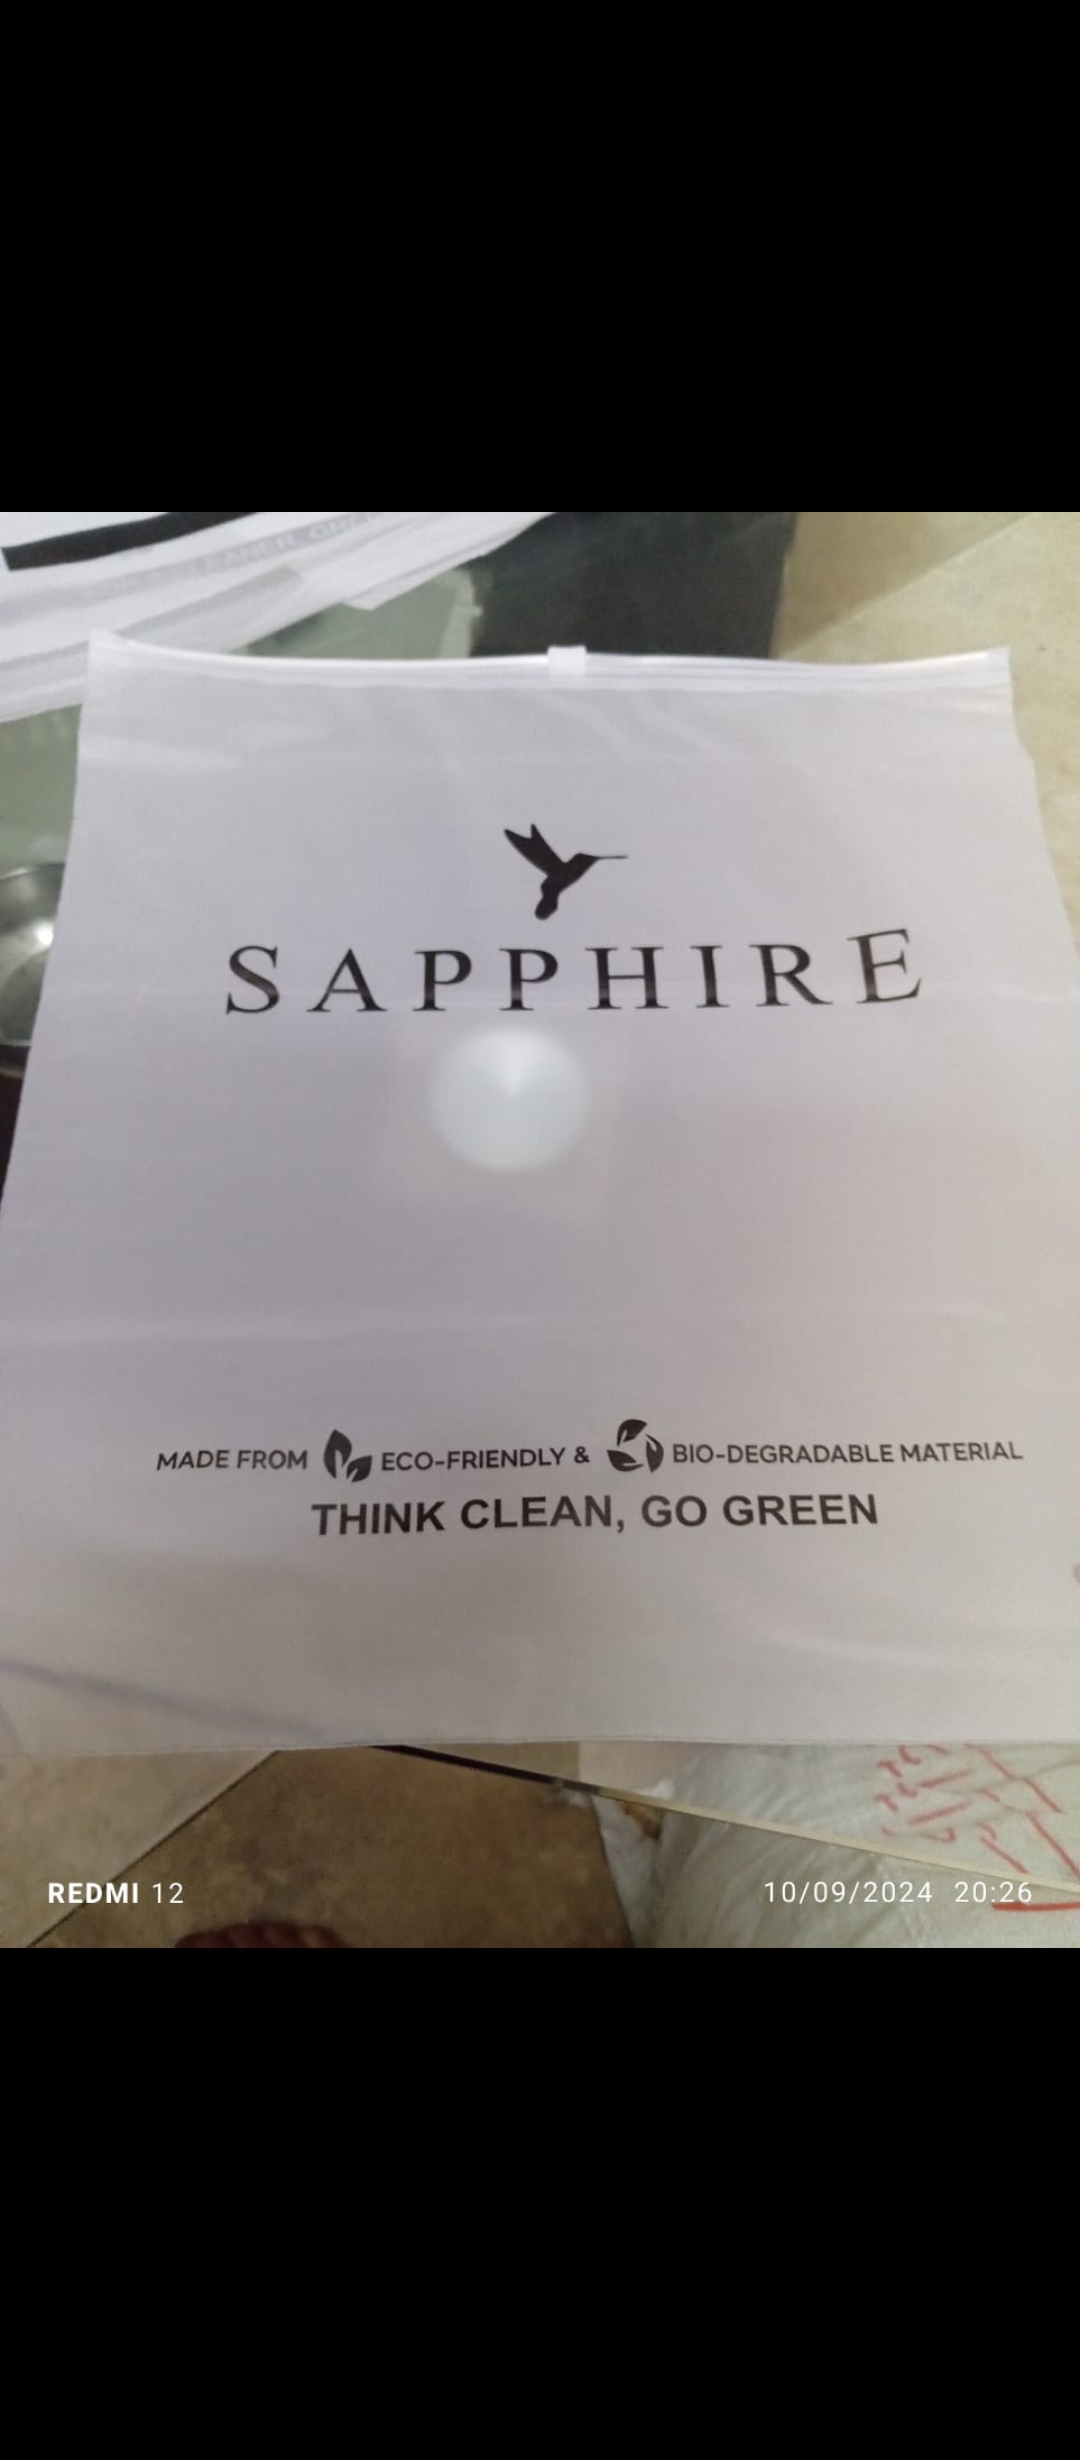 SAPPHIRE
MADE FROM ECO-FRIENDLY & BIO-DEGRADABLE MATERIAL
THINK CLEAN, GO GREEN
REDMI 12
10/09/2024 20:26